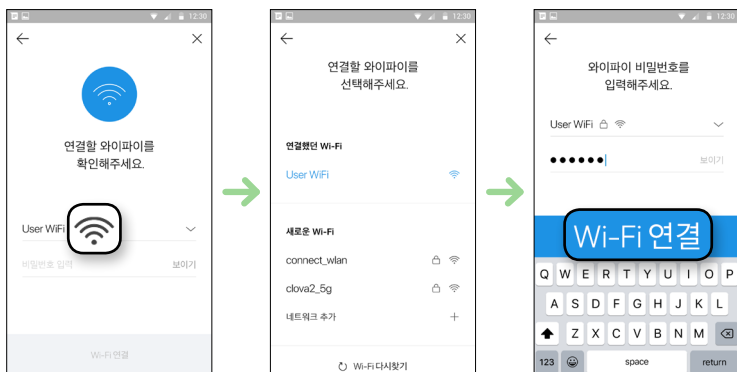 12:30
연결할 와이파이를
확인해주세요.
User WiFi
비밀번호 입력 보이기
Wi-Fi 연결
12:30
연결할 와이파이를
선택해주세요.
연결했던 Wi-Fi
User WiFi
새로운 Wi-Fi
connect_wlan
clova2_5g
네트워크 추가
Wi-Fi 다시찾기
12:30
와이파이 비밀번호를
입력해주세요.
User WiFi
보이기
Wi-Fi 연결
Q W E R T Y U I O P
A S D F G H J K L
Z X C V B N M
123 space return